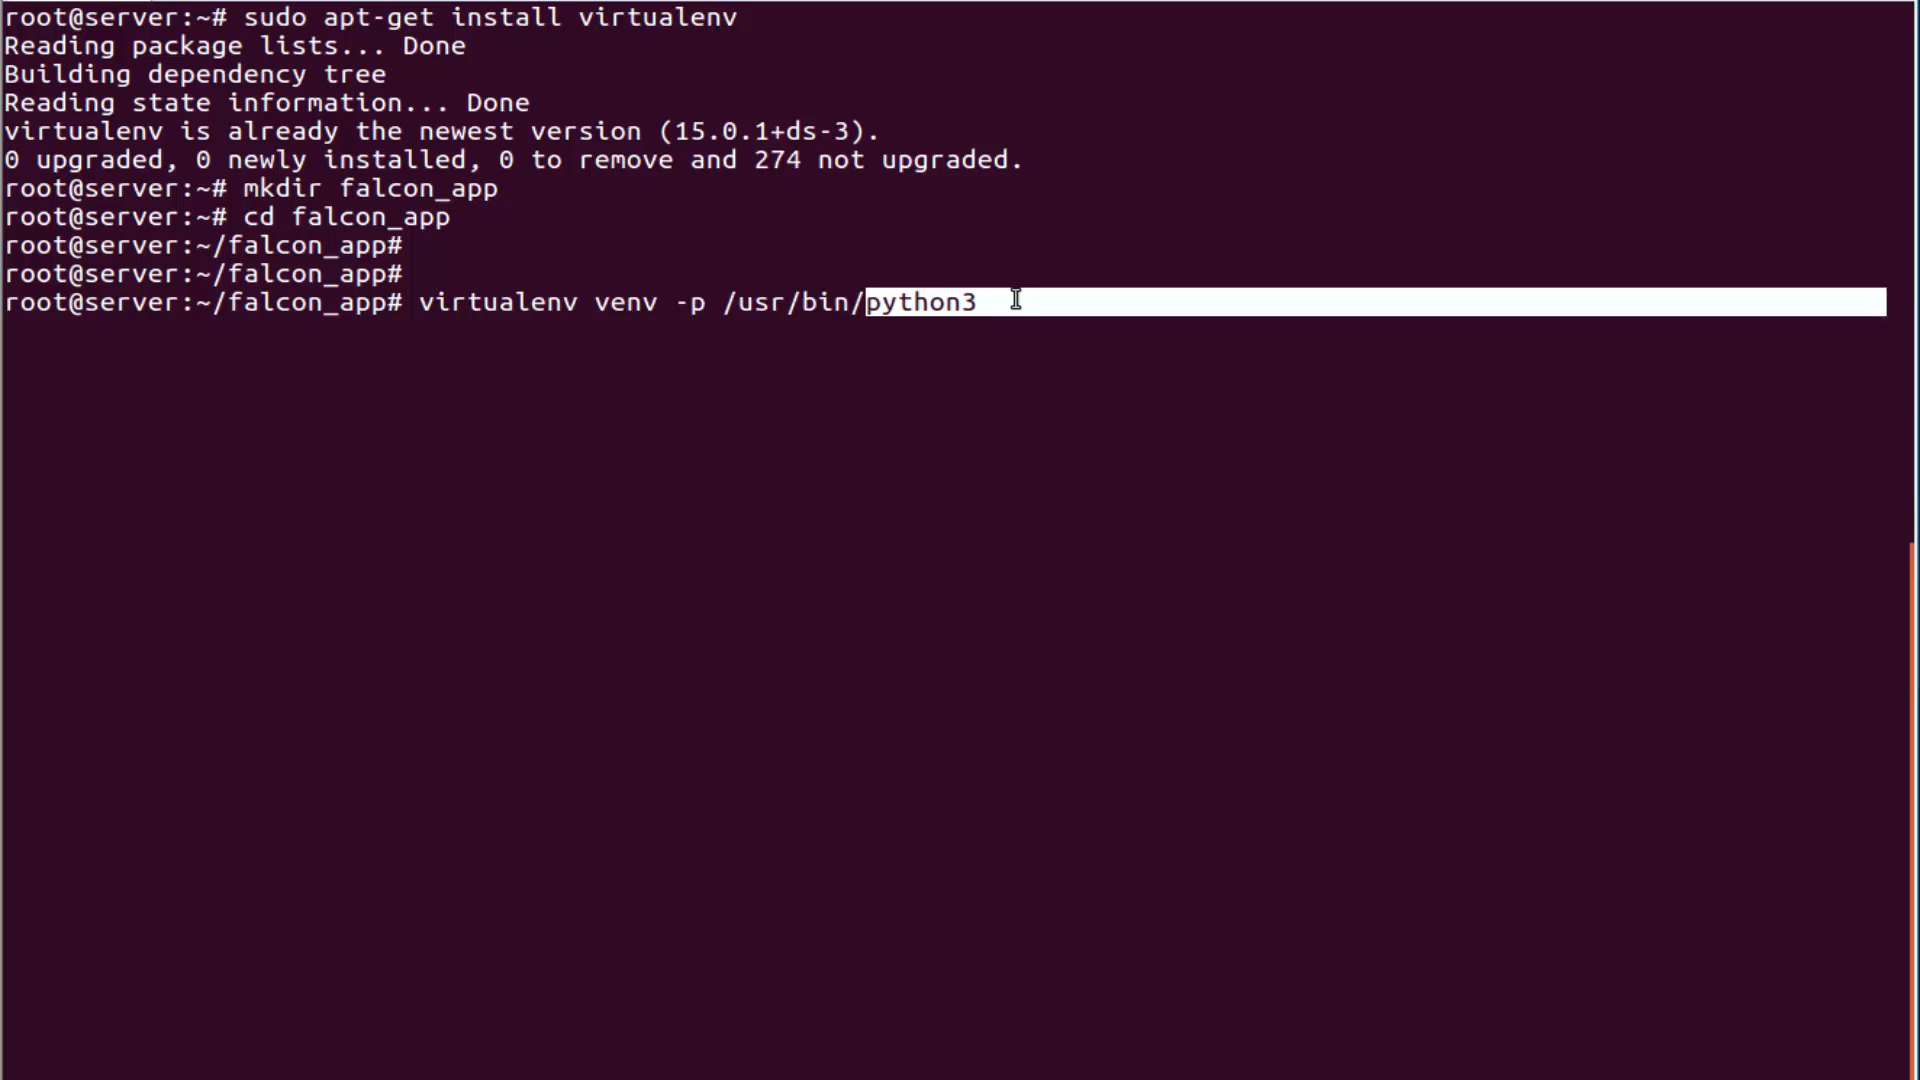 root@server:~# sudo apt-get install virtualenv
Reading package lists... Done
Building dependency tree
Reading state information... Done
virtualenv is already the newest version (15.0.1+ds-3).
0 upgraded, 0 newly installed, 0 to remove and 274 not upgraded.
root@server:~# mkdir falcon_app
root@server:~# cd falcon_app
root@server:~/falcon_app#
root@server:~/falcon_app#
root@server:~/falcon_app# virtualenv venv -p /usr/bin/python3